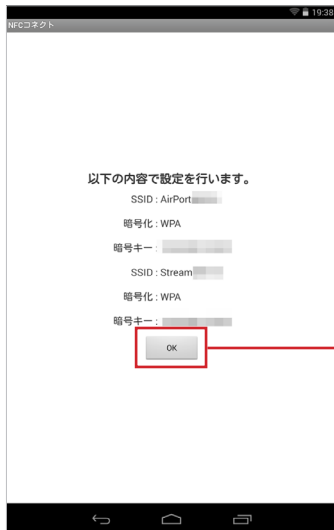 19:38
NFCコネクト
以下の内容で設定を行います。
SSID : AirPort
暗号化 : WPA
暗号キー :
SSID : Stream
暗号化 : WPA
暗号キー :
OK